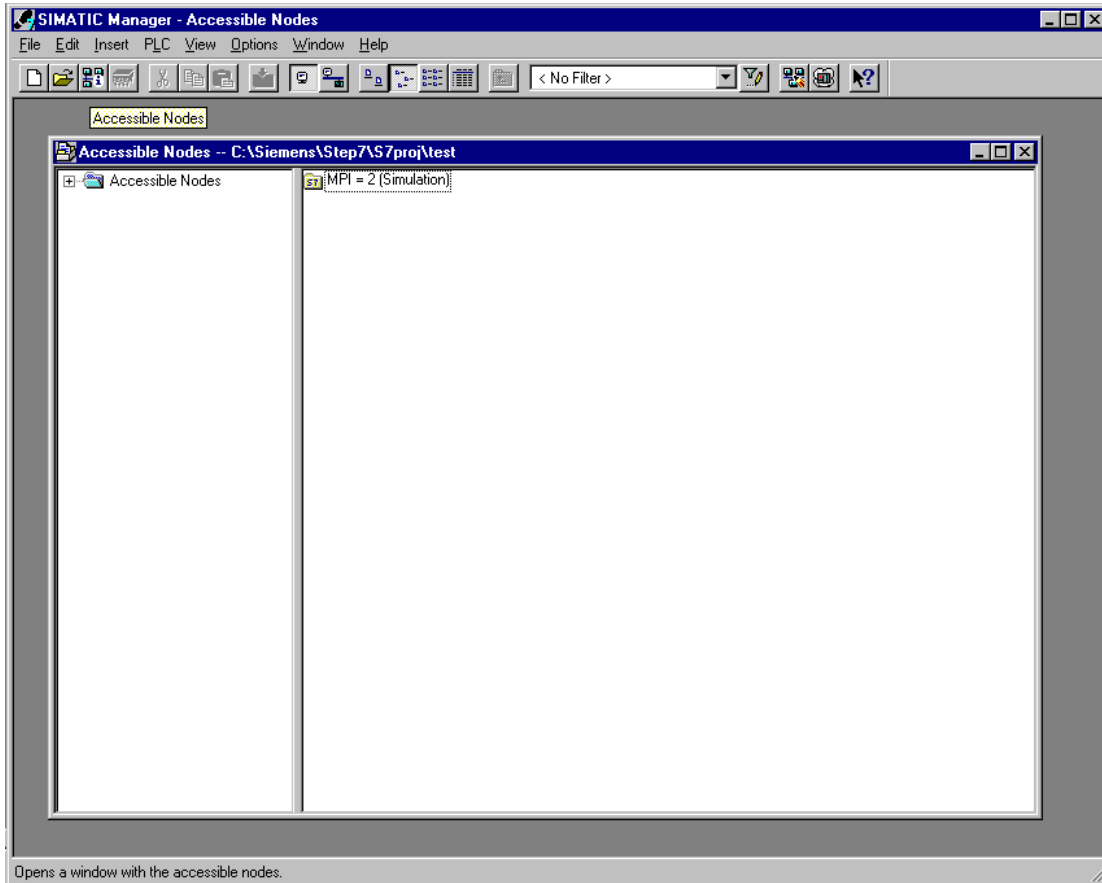 SIMATIC Manager - Accessible Nodes
File Edit Insert PLC View Options Window Help
< No Filter >
Accessible Nodes
Accessible Nodes -- C:\Siemens\Step7\S7proj\test
Accessible Nodes
S7 MPI = 2 (Simulation)
Opens a window with the accessible nodes.